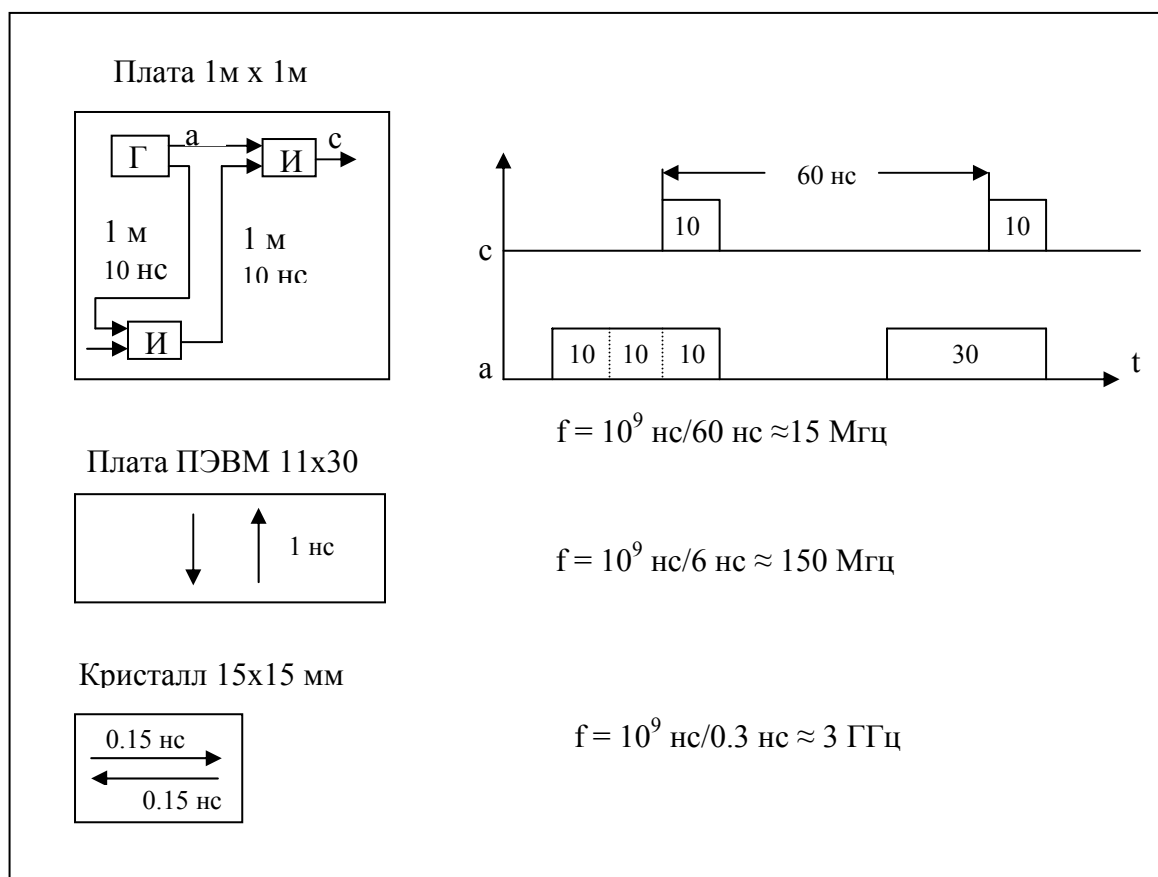 Плата 1м x 1м
Г
а
И
с
1 м
10 нс
1 м
10 нс
И
60 нс
с
10
10
а
10
10
10
30
t
f = 10⁹ нс/60 нс ≈15 Мгц
Плата ПЭВМ 11x30
1 нс
f = 10⁹ нс/6 нс ≈ 150 Мгц
Кристалл 15x15 мм
0.15 нс
0.15 нс
f = 10⁹ нс/0.3 нс ≈ 3 ГГц